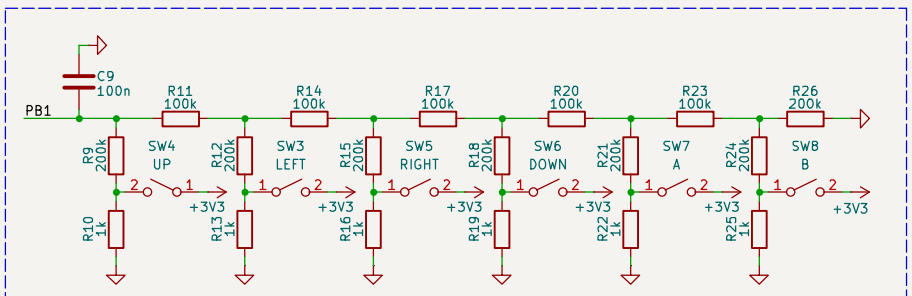 C9
100n
PB1
R11
100k
R14
100k
R17
100k
R20
100k
R23
100k
R26
200k
R9
200k
SW4
UP
R12
200k
SW3
LEFT
R15
200k
SW5
RIGHT
R18
200k
SW6
DOWN
R21
200k
SW7
A
R24
200k
SW8
B
2 1
1 2
1 2
1 2
1 2
1 2
+3V3
+3V3
+3V3
+3V3
+3V3
+3V3
R10
1k
R13
1k
R16
1k
R19
1k
R22
1k
R25
1k